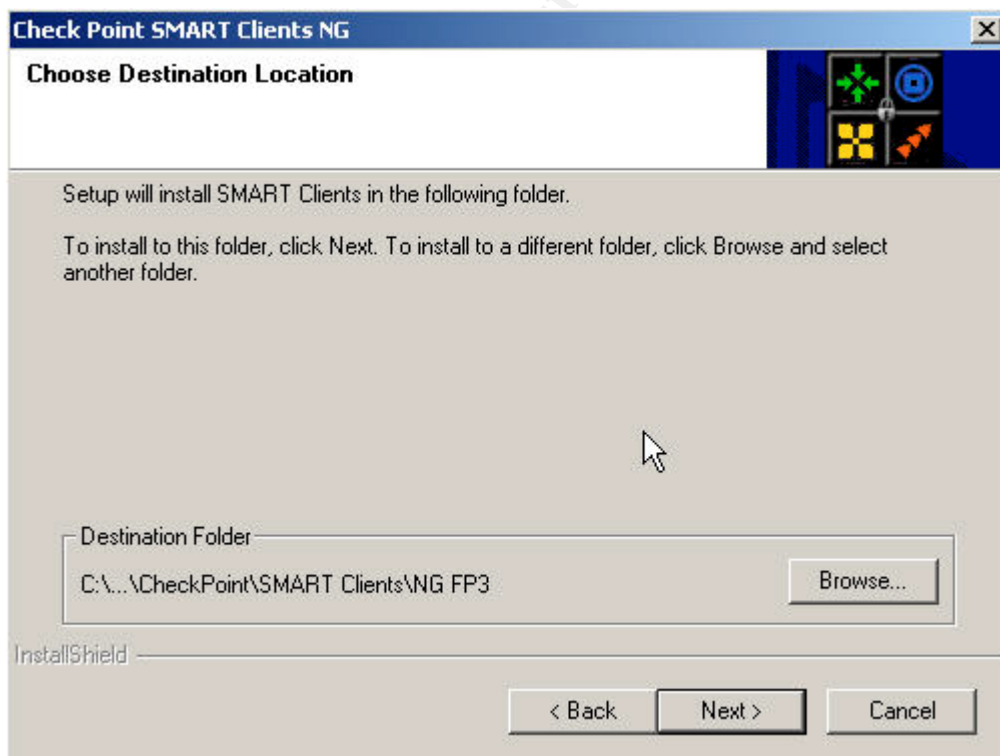 Check Point SMART Clients NG
Choose Destination Location
Setup will install SMART Clients in the following folder.
To install to this folder, click Next. To install to a different folder, click Browse and select
another folder.
Destination Folder
C:\...\CheckPoint\SMART Clients\NG FP3
Browse...
InstallShield
< Back
Next >
Cancel